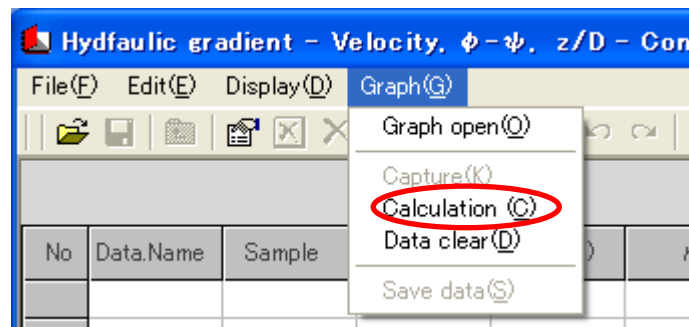 Hydfaulic gradient - Velocity, φ-ψ, z/D - Con
File(F) Edit(E) Display(D) Graph(G)
Graph open(O)
Capture(K)
Calculation (C)
Data clear(D)
Save data(S)
No Data.Name Sample